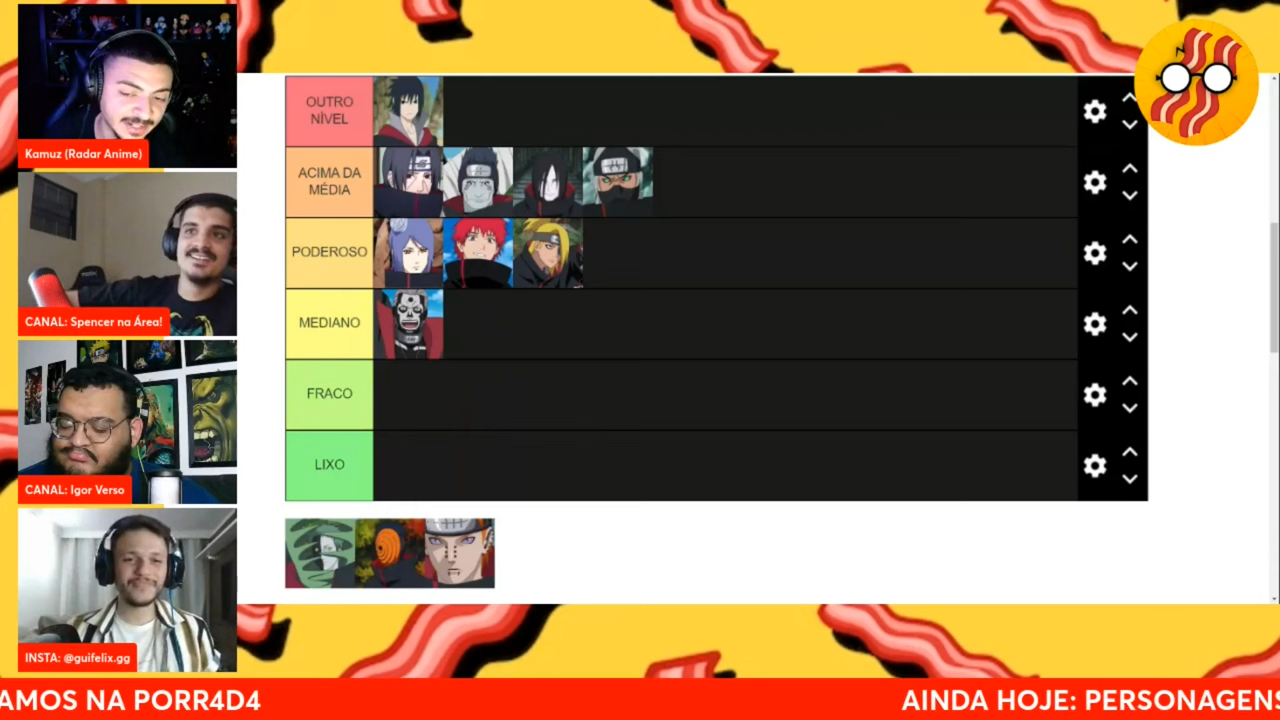 Kamuz (Radar Anime)
CANAL: Spencer na Área!
CANAL: Igor Verso
INSTA: @guifelix.gg
OUTRO
NÍVEL
ACIMA DA
MÉDIA
PODEROSO
MEDIANO
FRACO
LIXO
AMOS NA PORR4D4
AINDA HOJE: PERSONAGENS